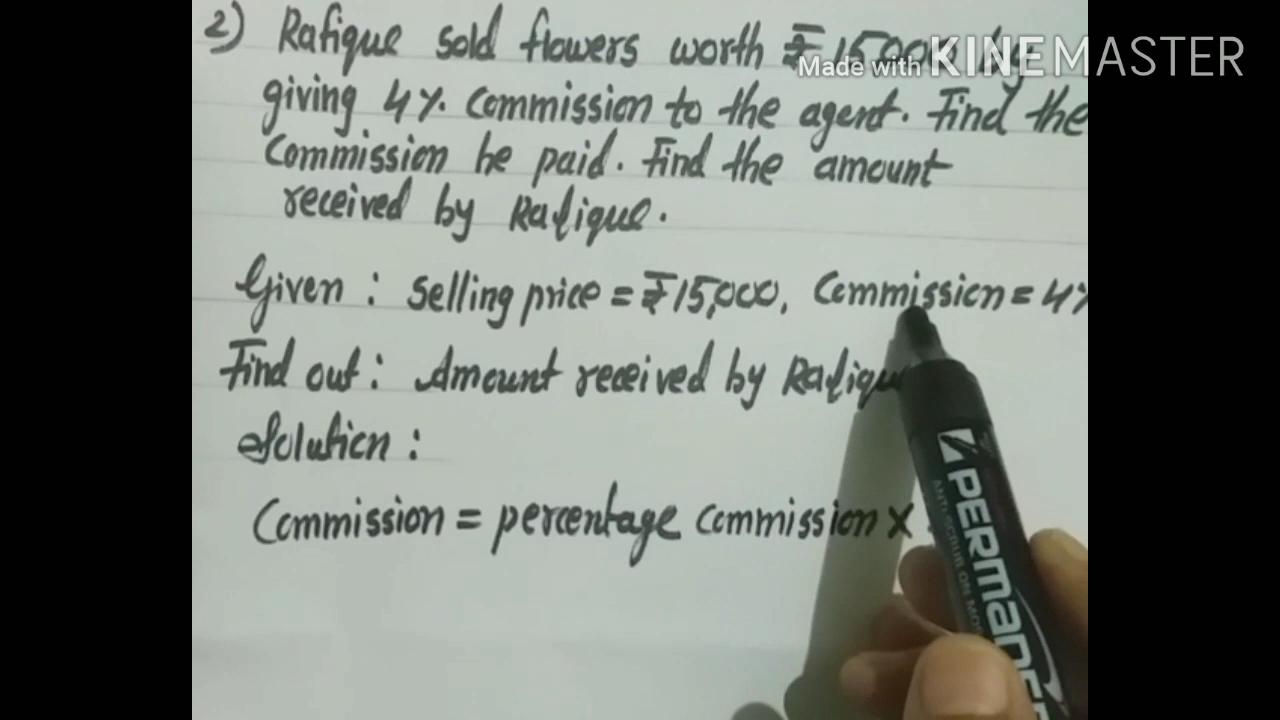 2) Rafique sold flowers worth ₹ 15,000 by
Made with KINEMASTER
giving 4%. Commission to the agent. Find the
Commission he paid. Find the amount
received by Rafique.
Given : Selling price = ₹15,000, Commission = 4%
Find out : Amount received by Rafique
Solution :
Commission = percentage Commission ×
PERMANENT